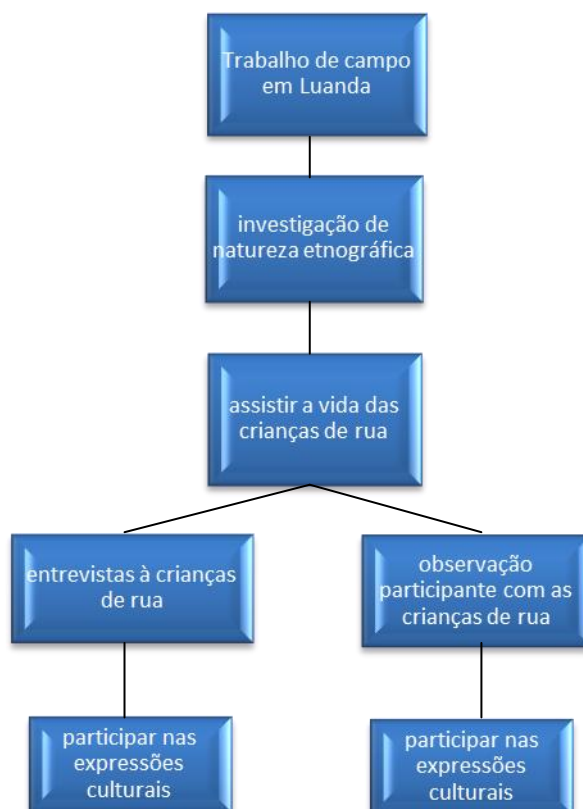 Trabalho de campo
em Luanda
investigação de
natureza etnográfica
assistir a vida das
crianças de rua
entrevistas à crianças
de rua
observação
participante com as
crianças de rua
participar nas
expressões
culturais
participar nas
expressões
culturais